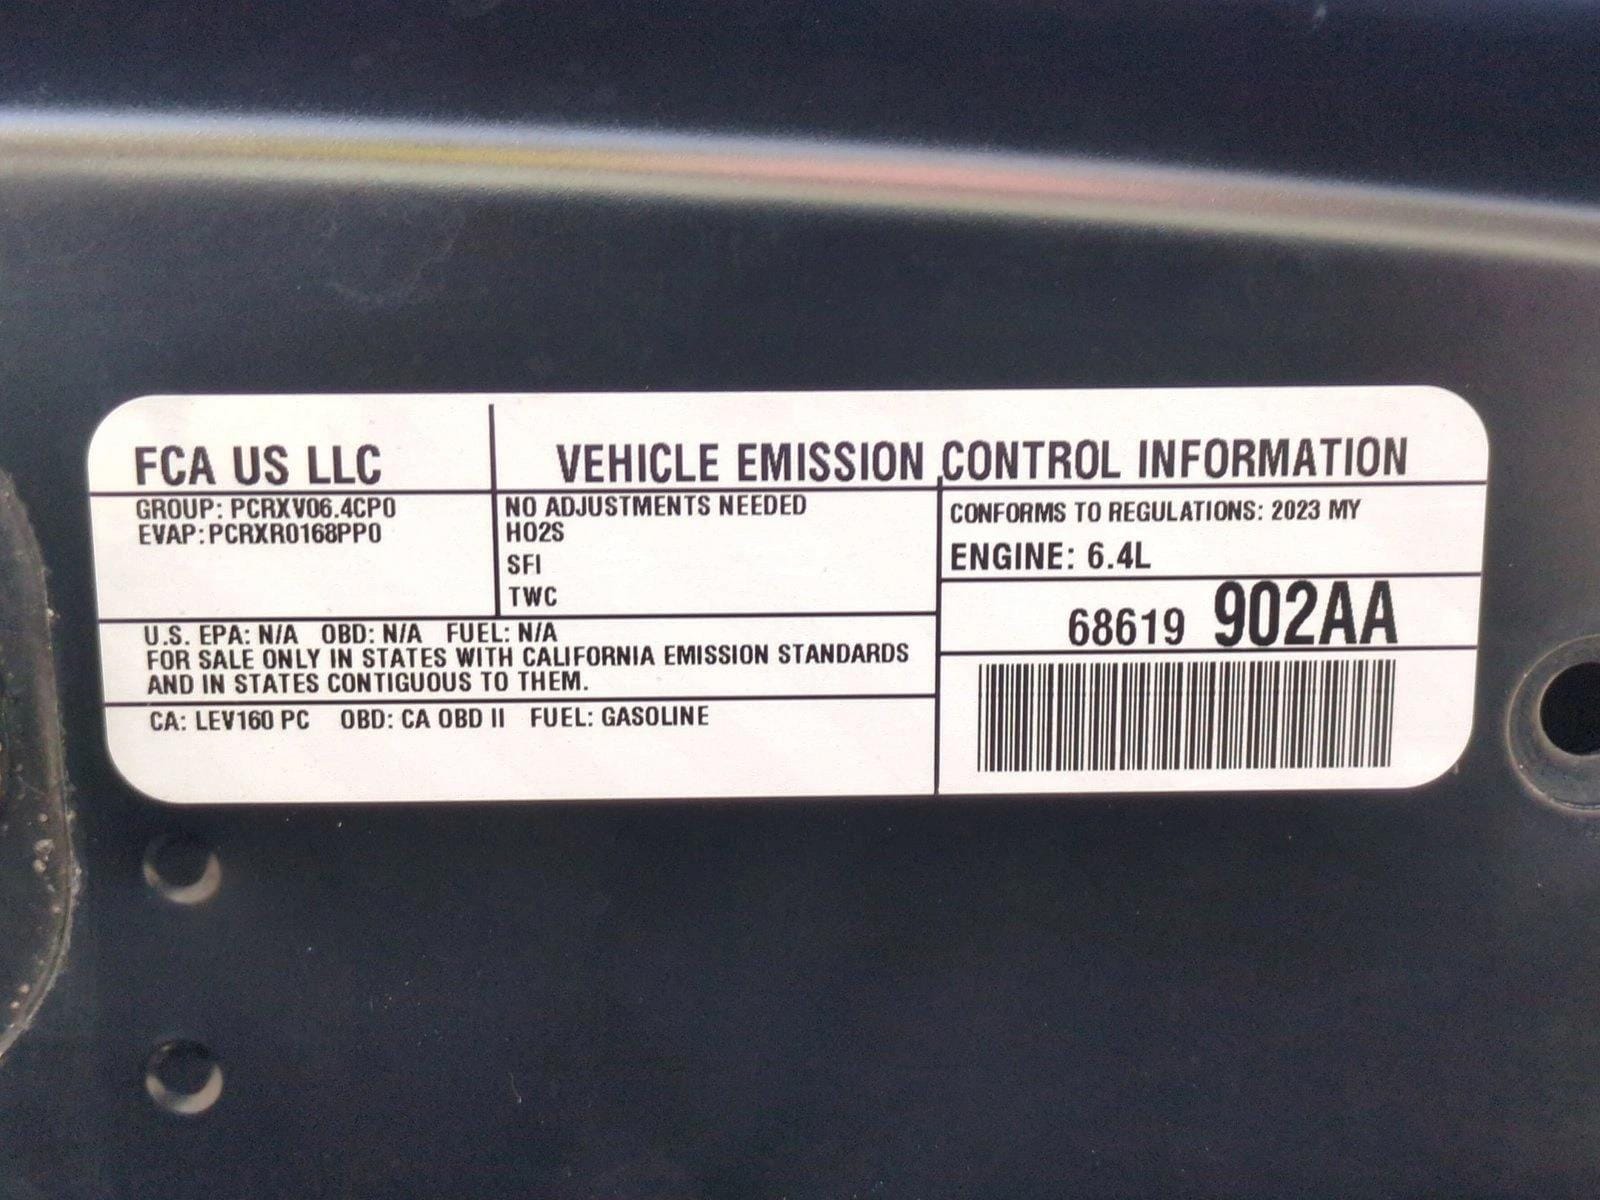 FCA US LLC
VEHICLE EMISSION CONTROL INFORMATION
GROUP: PCRXV06.4CP0
EVAP: PCRXR0168PP0
NO ADJUSTMENTS NEEDED
HO2S
SFI
TWC
CONFORMS TO REGULATIONS: 2023 MY
ENGINE: 6.4L
68619 902AA
U.S. EPA: N/A OBD: N/A FUEL: N/A
FOR SALE ONLY IN STATES WITH CALIFORNIA EMISSION STANDARDS
AND IN STATES CONTIGUOUS TO THEM.
CA: LEV160 PC OBD: CA OBD II FUEL: GASOLINE